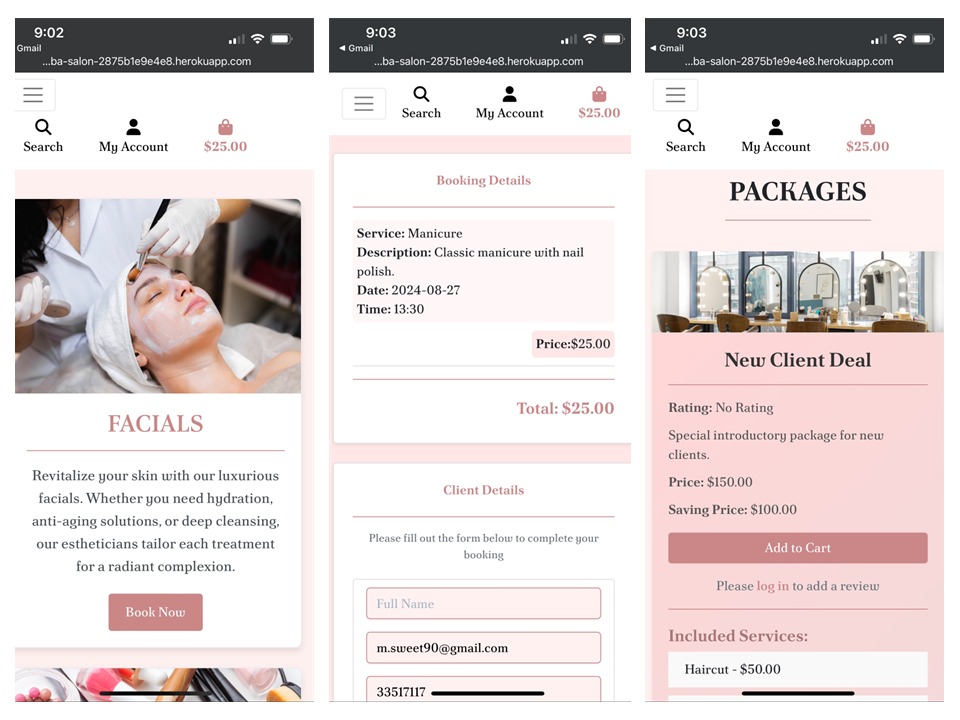 9:02
Gmail
...ba-salon-2875b1e9e4e8.herokuapp.com
Search
My Account
$25.00
FACIALS
Revitalize your skin with our luxurious
facials. Whether you need hydration,
anti-aging solutions, or deep cleansing,
our estheticians tailor each treatment
for a radiant complexion.
Book Now
9:03
◀ Gmail
...ba-salon-2875b1e9e4e8.herokuapp.com
Search
My Account
$25.00
Booking Details
Service: Manicure
Description: Classic manicure with nail
polish.
Date: 2024-08-27
Time: 13:30
Price:$25.00
Total: $25.00
Client Details
Please fill out the form below to complete your
booking
Full Name
m.sweet90@gmail.com
33517117
9:03
◀ Gmail
...ba-salon-2875b1e9e4e8.herokuapp.com
Search
My Account
$25.00
PACKAGES
New Client Deal
Rating: No Rating
Special introductory package for new
clients.
Price: $150.00
Saving Price: $100.00
Add to Cart
Please log in to add a review
Included Services:
Haircut - $50.00